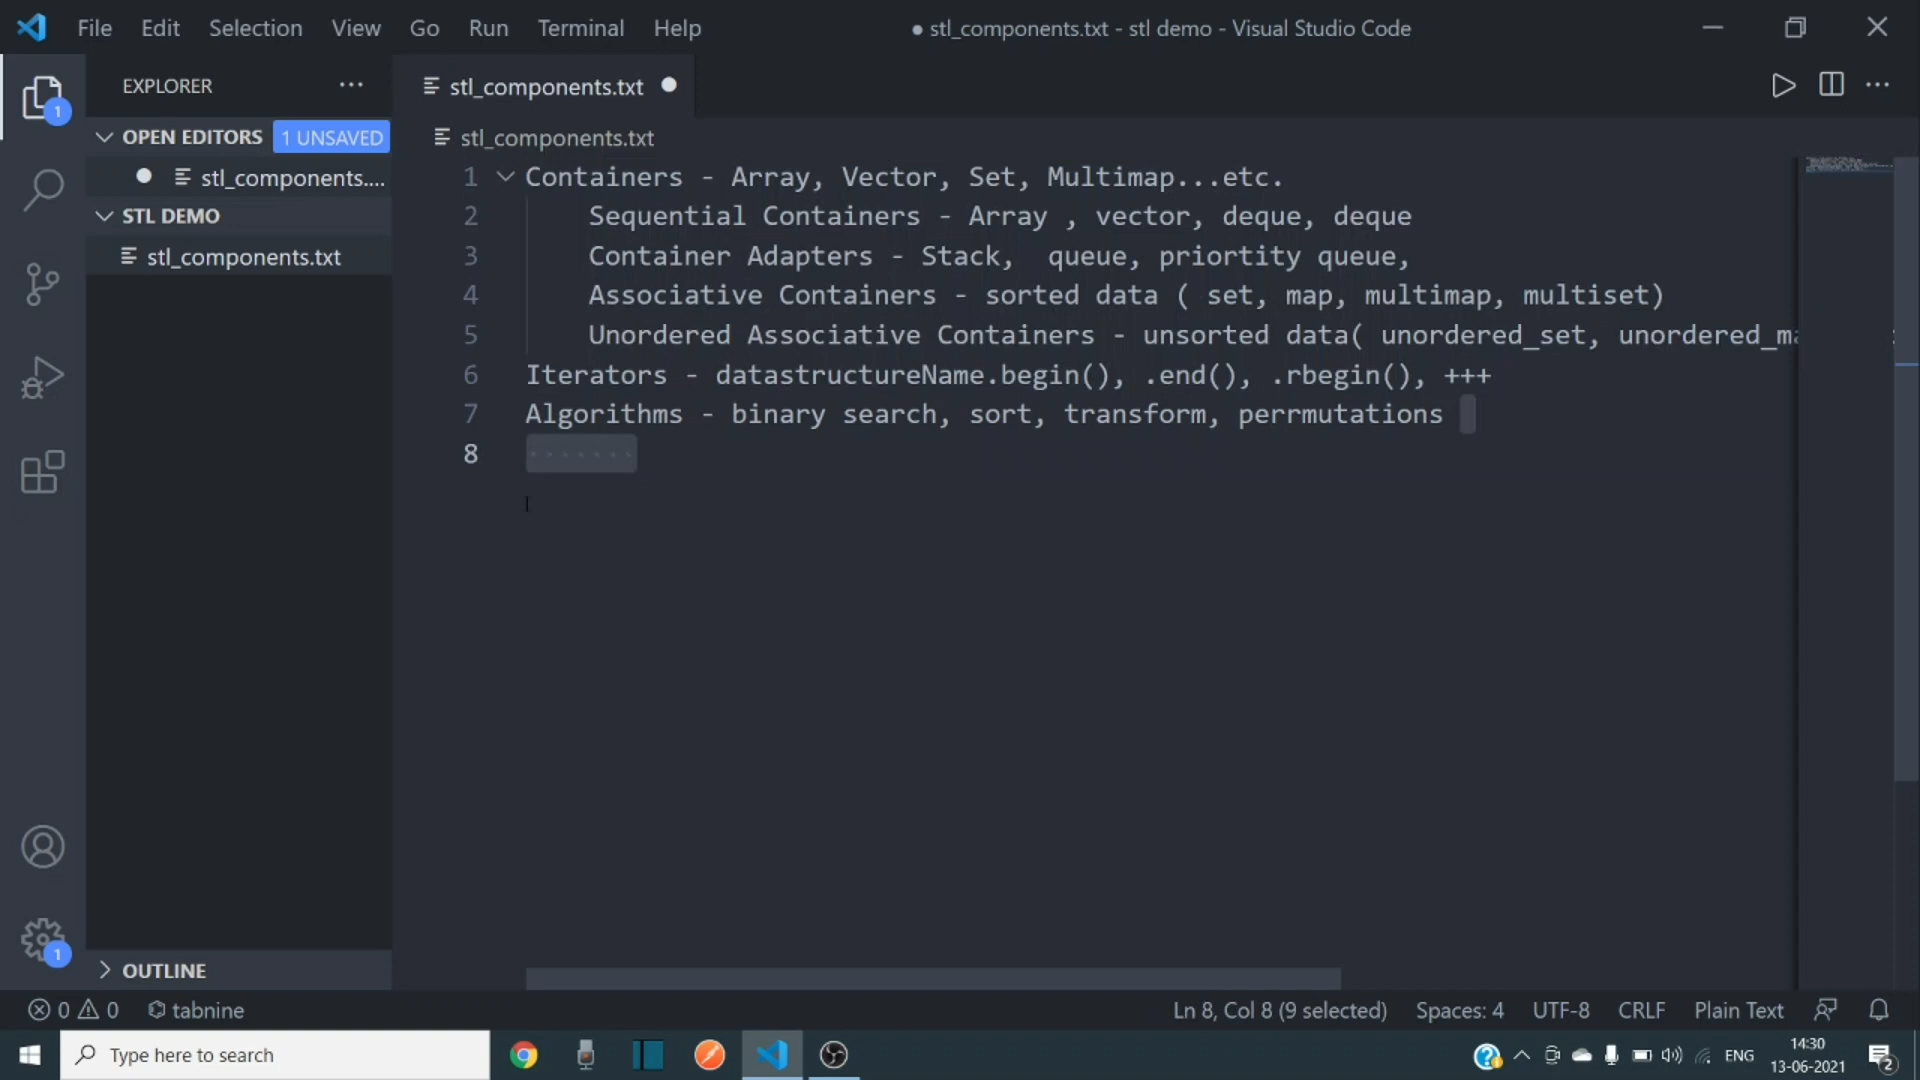 File Edit Selection View Go Run Terminal Help
● stl_components.txt - stl demo - Visual Studio Code
EXPLORER
stl_components.txt
1
OPEN EDITORS 1 UNSAVED
stl_components.txt
stl_components....
1 Containers - Array, Vector, Set, Multimap...etc.
STL DEMO
2 Sequential Containers - Array , vector, deque, deque
stl_components.txt
3 Container Adapters - Stack,  queue, priortity queue,
4 Associative Containers - sorted data ( set, map, multimap, multiset)
5 Unordered Associative Containers - unsorted data( unordered_set, unordered_ma
6 Iterators - datastructureName.begin(), .end(), .rbegin(), +++
7 Algorithms - binary search, sort, transform, perrmutations
8
1
OUTLINE
0 0 tabnine
Ln 8, Col 8 (9 selected) Spaces: 4 UTF-8 CRLF Plain Text
Type here to search
ENG
14:30
13-06-2021
2